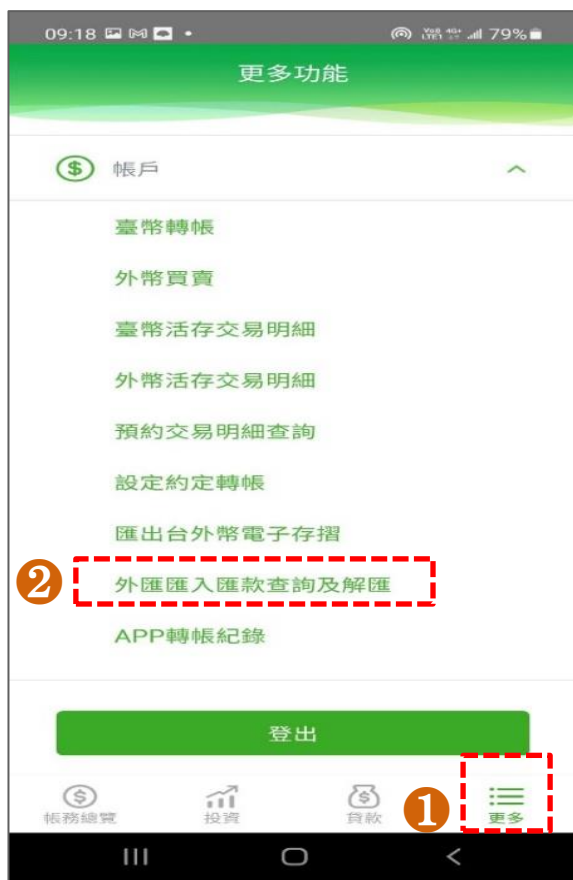 09:18
79%
更多功能
帳戶
臺幣轉帳
外幣買賣
臺幣活存交易明細
外幣活存交易明細
預約交易明細查詢
設定約定轉帳
匯出台外幣電子存摺
2
外匯匯入匯款查詢及解匯
APP轉帳紀錄
登出
帳務總覽
投資
貸款
1
更多